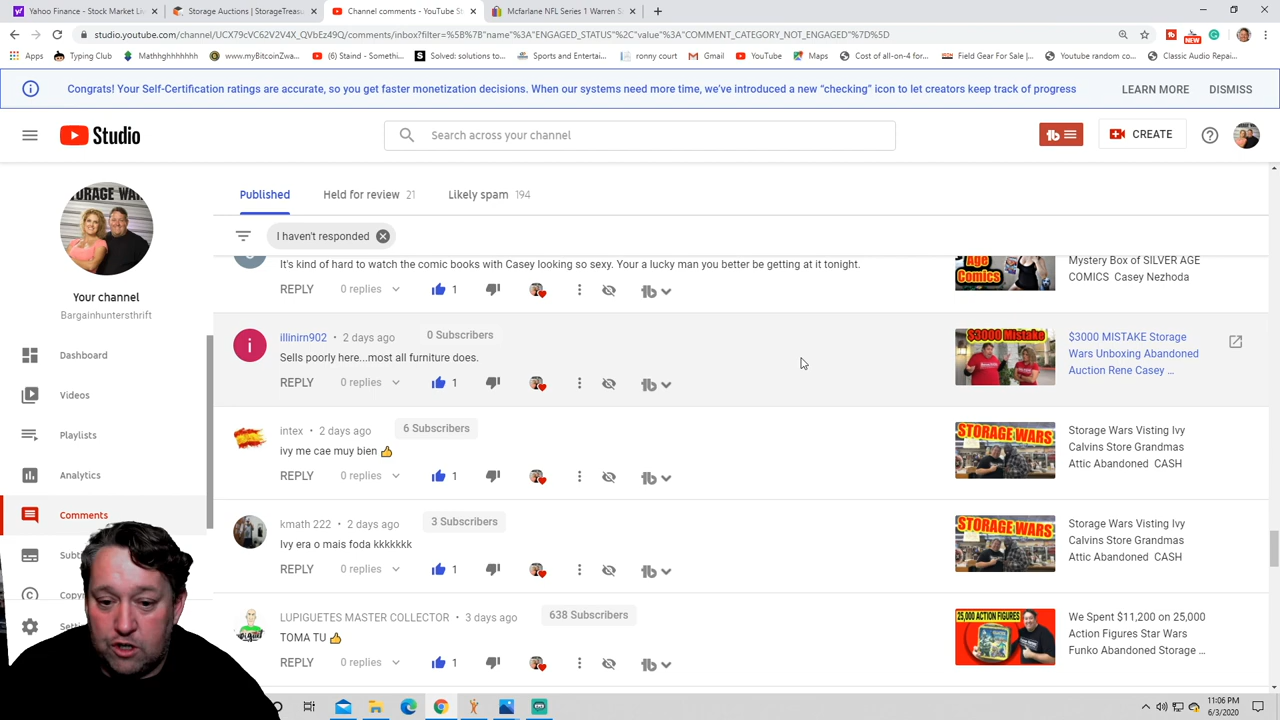 Yahoo Finance - Stock Market Li
Storage Auctions | StorageTreasur
Channel comments - YouTube St
Mcfarlane NFL Series 1 Warren S
studio.youtube.com/channel/UCX79cVC62V2V4X_QVbEz49Q/comments/inbox?filter=%5B%7B"name"%3A"ENGAGED_STATUS"%2C"value"%3A"COMMENT_CATEGORY_NOT_ENGAGED"%7D%5D
NEW
Apps
Typing Club
Mathhghhhhhh
www.myBitcoinZwa...
(6) Staind - Somethi...
Solved: solutions to...
Sports and Entertai...
ronny court
Gmail
YouTube
Maps
Cost of all-on-4 for...
Field Gear For Sale |...
Youtube random co...
Classic Audio Repai...
Congrats! Your Self-Certification ratings are accurate, so you get faster monetization decisions. When our systems need more time, we've introduced a new "checking" icon to let creators keep track of progress
LEARN MORE
DISMISS
Studio
Search across your channel
CREATE
STORAGE WAR
Your channel
Bargainhuntersthrift
Dashboard
Videos
Playlists
Analytics
Comments
Subt
Copyr
Published
Held for review 21
Likely spam 194
I haven't responded
It's kind of hard to watch the comic books with Casey looking so sexy. Your a lucky man you better be getting at it tonight.
REPLY 0 replies 1
Age
Comics
Mystery Box of SILVER AGE
COMICS Casey Nezhoda
illinirn902 • 2 days ago 0 Subscribers
Sells poorly here...most all furniture does.
REPLY 0 replies 1
$3000 Mistake
$3000 MISTAKE Storage
Wars Unboxing Abandoned
Auction Rene Casey ...
intex • 2 days ago 6 Subscribers
ivy me cae muy bien 👍
REPLY 0 replies 1
STORAGE WARS
Storage Wars Visting Ivy
Calvins Store Grandmas
Attic Abandoned CASH
kmath 222 • 2 days ago 3 Subscribers
Ivy era o mais foda kkkkkkk
REPLY 0 replies 1
STORAGE WARS
Storage Wars Visting Ivy
Calvins Store Grandmas
Attic Abandoned CASH
LUPIGUETES MASTER COLLECTOR • 3 days ago 638 Subscribers
TOMA TU 👍
REPLY 0 replies 1
25,000 ACTION FIGURES
We Spent $11,200 on 25,000
Action Figures Star Wars
Funko Abandoned Storage ...
11:06 PM
6/3/2020